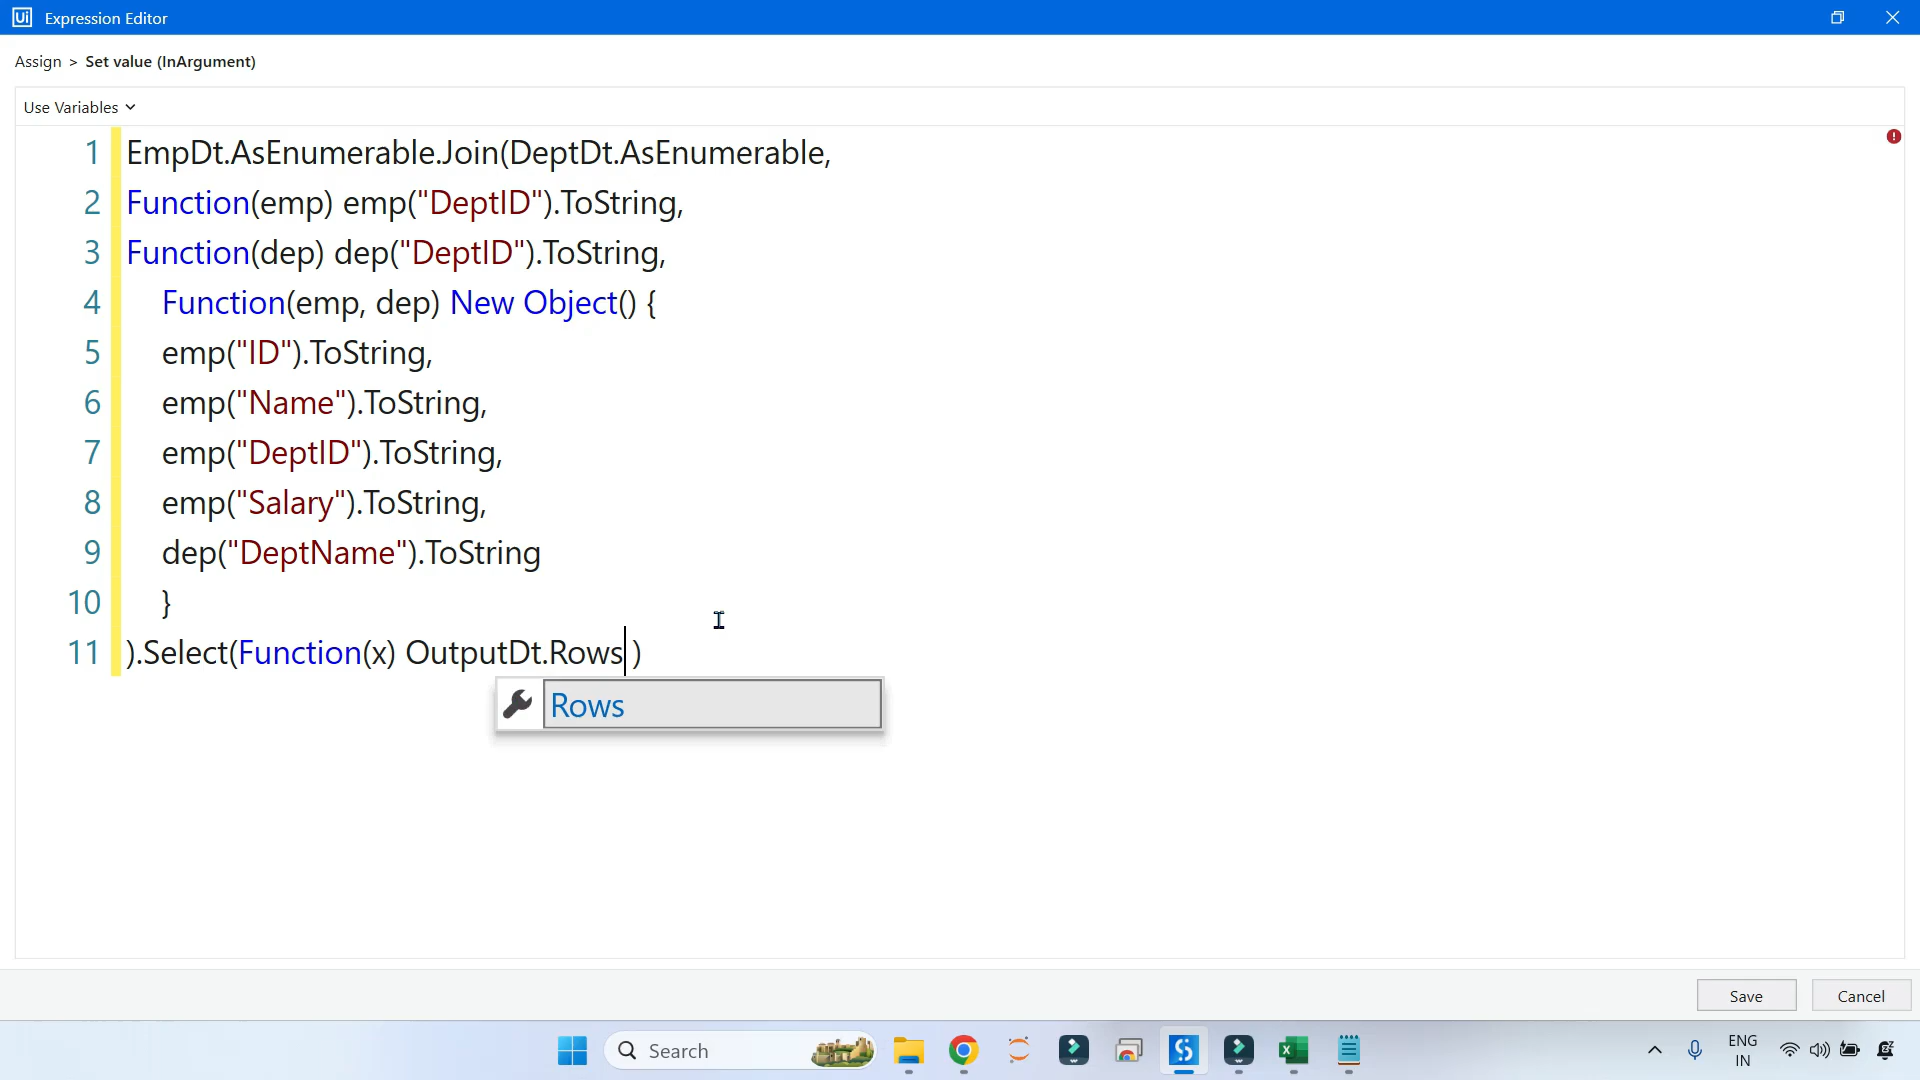 Ui Expression Editor
Assign > Set value (InArgument)
Use Variables
1 EmpDt.AsEnumerable.Join(DeptDt.AsEnumerable,
2 Function(emp) emp("DeptID").ToString,
3 Function(dep) dep("DeptID").ToString,
4 Function(emp, dep) New Object() {
5 emp("ID").ToString,
6 emp("Name").ToString,
7 emp("DeptID").ToString,
8 emp("Salary").ToString,
9 dep("DeptName").ToString
10 }
11 ).Select(Function(x) OutputDt.Rows )
Rows
Save Cancel
Search
ENG
IN